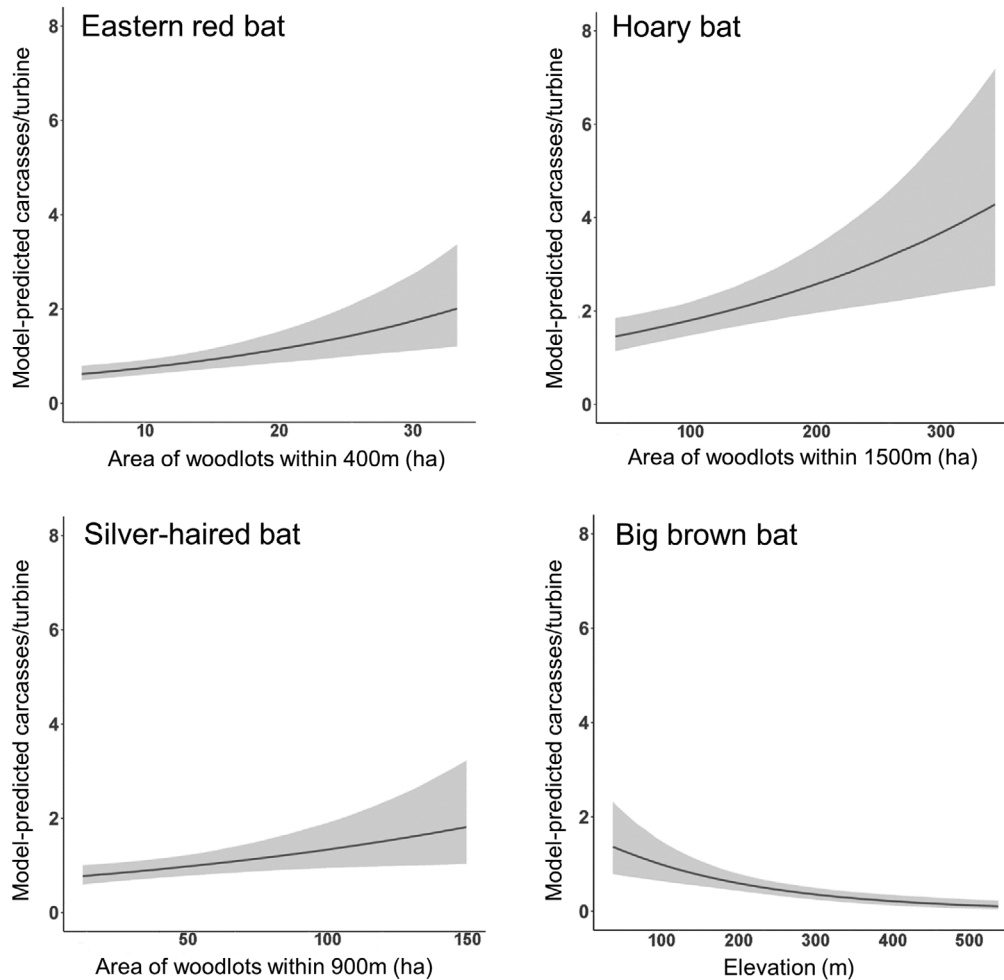 Eastern red bat
Model-predicted carcasses/turbine
8
6
4
2
0
10 20 30
Area of woodlots within 400m (ha)
Hoary bat
Model-predicted carcasses/turbine
8
6
4
2
0
100 200 300
Area of woodlots within 1500m (ha)
Silver-haired bat
Model-predicted carcasses/turbine
8
6
4
2
0
50 100 150
Area of woodlots within 900m (ha)
Big brown bat
Model-predicted carcasses/turbine
8
6
4
2
0
100 200 300 400 500
Elevation (m)